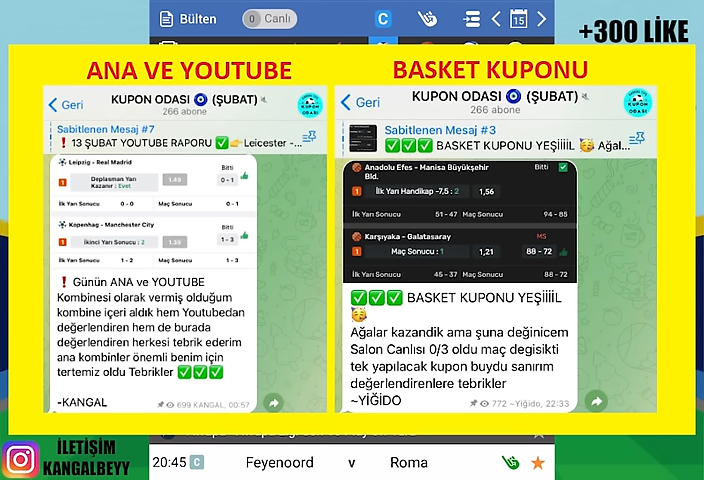 Bülten
0 Canlı
C
15
+300 LİKE
ANA VE YOUTUBE
BASKET KUPONU
Geri
KUPON ODASI 🧿 (ŞUBAT)
266 abone
KUPON ODASI
Sabitlenen Mesaj #7
❗ 13 ŞUBAT YOUTUBE RAPORU ✅👉Leicester -...
Leipzig - Real Madrid
Bitti
1
Deplasman Yarı
Kazanır : Evet
1.49
0 - 1
İlk Yarı Sonucu 0 - 0 Maç Sonucu 0 - 1
Kopenhag - Manchester City
Bitti
1
İkinci Yarı Sonucu : 2
1.39
1 - 3
İlk Yarı Sonucu 1 - 2 Maç Sonucu 1 - 3
❗ Günün ANA ve YOUTUBE
Kombinesi olarak vermiş olduğum
kombine içeri aldık hem Youtubedan
değerlendiren hem de burada
değerlendiren herkesi tebrik ederim
ana kombinler önemli benim için
tertemiz oldu Tebrikler ✅✅✅
-KANGAL
699 KANGAL, 00:57
Geri
KUPON ODASI 🧿 (ŞUBAT)
266 abone
KUPON ODASI
Sabitlenen Mesaj #3
✅✅✅ BASKET KUPONU YEŞiiiİL 🥳 Ağal...
Anadolu Efes - Manisa Büyükşehir
Bld.
Bitti
1
İlk Yarı Handikap -7,5 : 2
1,56
İlk Yarı Sonucu 51 - 47 Maç Sonucu 94 - 85
Karşıyaka - Galatasaray
MS
1
Maç Sonucu : 1
1,21
88 - 72
İlk Yarı Sonucu 45 - 37 Maç Sonucu 88 - 72
✅✅✅ BASKET KUPONU YEŞiiiİL
🥳
Ağalar kazandik ama şuna değinicem
Salon Canlısı 0/3 oldu maç degisikti
tek yapılacak kupon buydu sanırım
değerlendirenlere tebrikler
~YİĞİDO
772 ~Yiğido, 22:33
İLETİŞİM
KANGALBEYY
20:45 C Feyenoord v Roma